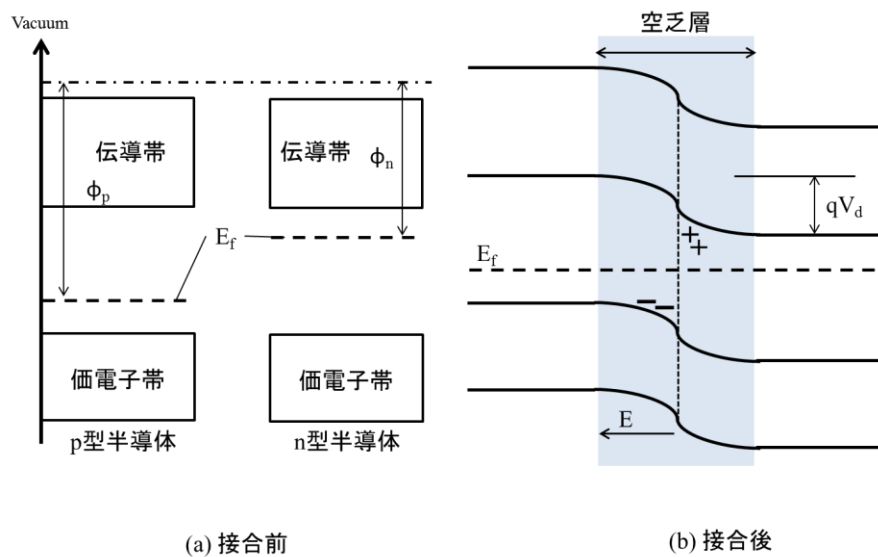 Vacuum
伝導帯
伝導帯
ϕp
ϕn
Ef
価電子帯
価電子帯
p型半導体
n型半導体
(a) 接合前
空乏層
qVd
++
Ef
−−
E
(b) 接合後